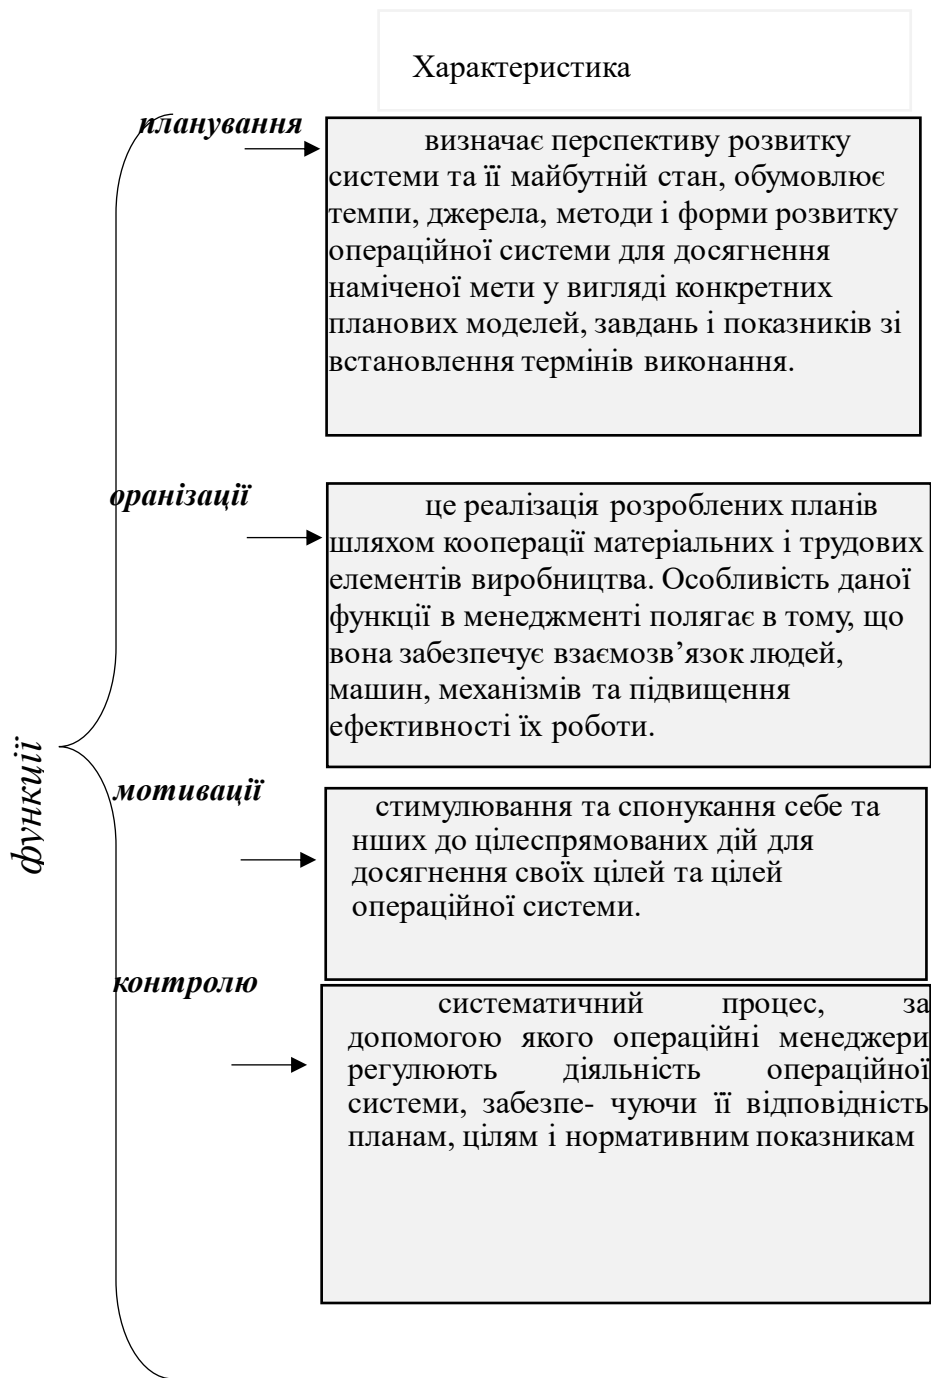 Характеристика
планування
визначає перспективу розвитку
системи та її майбутній стан, обумовлює
темпи, джерела, методи і форми розвитку
операційної системи для досягнення
наміченої мети у вигляді конкретних
планових моделей, завдань і показників зі
встановлення термінів виконання.
оранізації
це реалізація розроблених планів
шляхом кооперації матеріальних і трудових
елементів виробництва. Особливість даної
функції в менеджменті полягає в тому, що
вона забезпечує взаємозв’язок людей,
машин, механізмів та підвищення
ефективності їх роботи.
функції
мотивації
стимулювання та спонукання себе та
нших до цілеспрямованих дій для
досягнення своїх цілей та цілей
операційної системи.
контролю
систематичний процес, за
допомогою якого операційні менеджери
регулюють діяльність операційної
системи, забезпе- чуючи її відповідність
планам, цілям і нормативним показникам